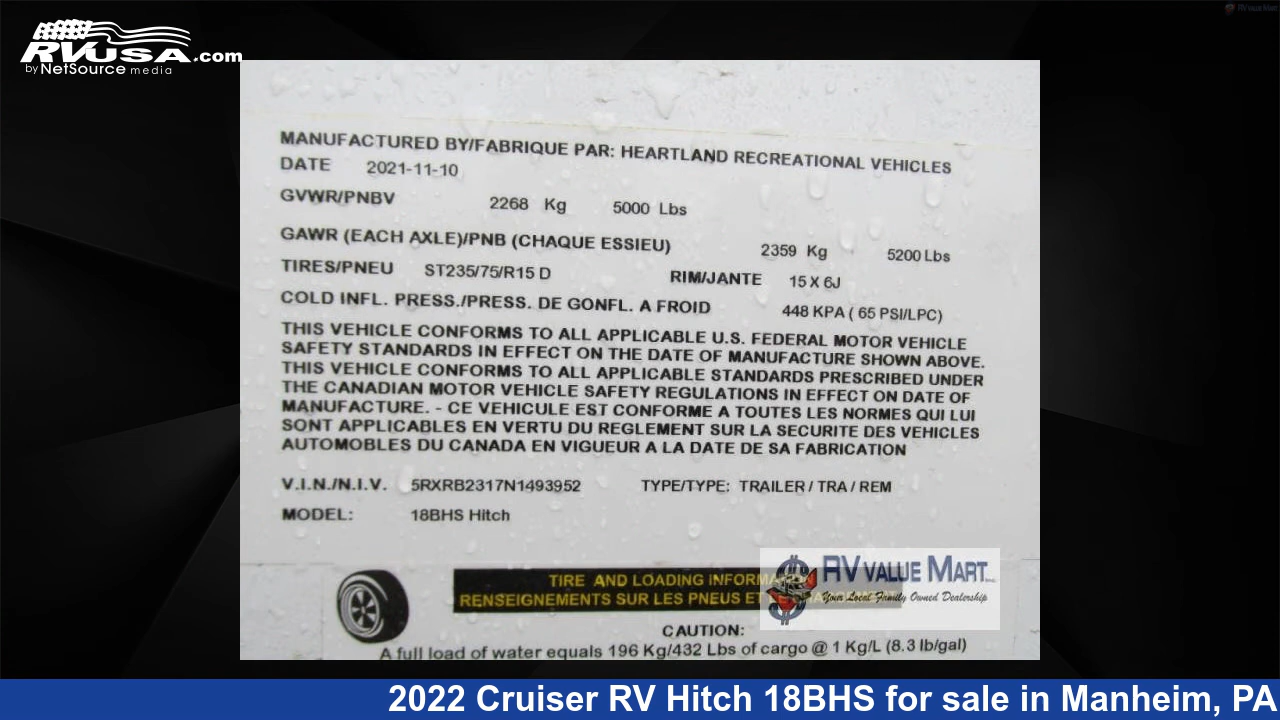 RV Value Mart
RVUSA.com
by NetSource media
MANUFACTURED BY/FABRIQUE PAR: HEARTLAND RECREATIONAL VEHICLES
DATE 2021-11-10
GVWR/PNBV 2268 Kg 5000 Lbs
GAWR (EACH AXLE)/PNB (CHAQUE ESSIEU) 2359 Kg 5200 Lbs
TIRES/PNEU ST235/75/R15 D RIM/JANTE 15 X 6J
COLD INFL. PRESS./PRESS. DE GONFL. A FROID 448 KPA ( 65 PSI/LPC)
THIS VEHICLE CONFORMS TO ALL APPLICABLE U.S. FEDERAL MOTOR VEHICLE
SAFETY STANDARDS IN EFFECT ON THE DATE OF MANUFACTURE SHOWN ABOVE.
THIS VEHICLE CONFORMS TO ALL APPLICABLE STANDARDS PRESCRIBED UNDER
THE CANADIAN MOTOR VEHICLE SAFETY REGULATIONS IN EFFECT ON DATE OF
MANUFACTURE. - CE VEHICULE EST CONFORME A TOUTES LES NORMES QUI LUI
SONT APPLICABLES EN VERTU DU REGLEMENT SUR LA SECURITE DES VEHICLES
AUTOMOBILES DU CANADA EN VIGUEUR A LA DATE DE SA FABRICATION
V.I.N./N.I.V. 5RXRB2317N1493952 TYPE/TYPE: TRAILER / TRA / REM
MODEL: 18BHS Hitch
TIRE AND LOADING
RENSEIGNEMENTS SUR LES PNEUS ET
RV VALUE MART INC.
Your Local Family Owned Dealership
CAUTION:
A full load of water equals 196 Kg/432 Lbs of cargo @ 1 Kg/L (8.3 lb/gal)
2022 Cruiser RV Hitch 18BHS for sale in Manheim, PA